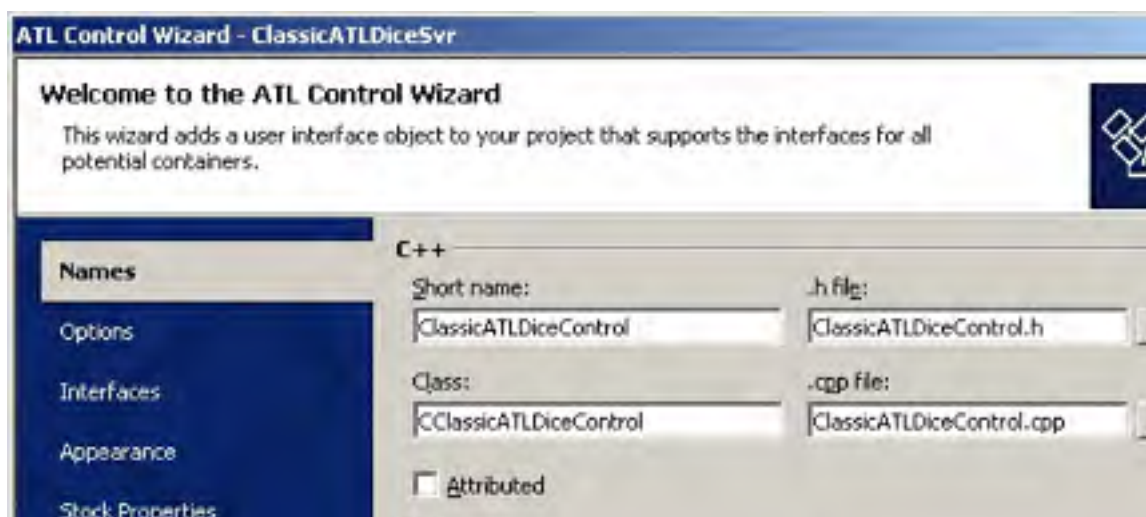 ATL Control Wizard - ClassicATLDiceSvr
Welcome to the ATL Control Wizard
This wizard adds a user interface object to your project that supports the interfaces for all
potential containers.
Names
Options
Interfaces
Appearance
Stock Properties
C++
Short name:
.h file:
ClassicATLDiceControl
ClassicATLDiceControl.h
Class:
.cpp file:
CClassicATLDiceControl
ClassicATLDiceControl.cpp
Attributed